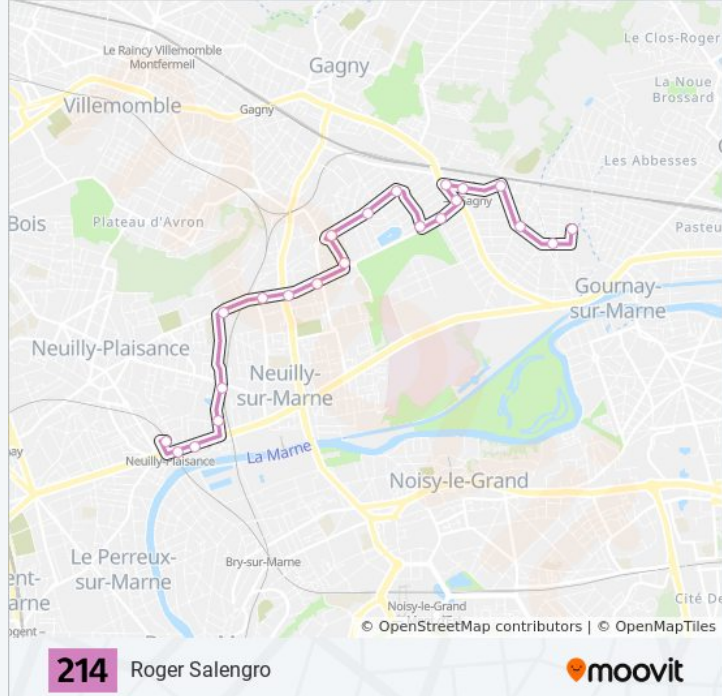 Le Clos-Roger
Le Raincy Villemomble
Montfermeil
Gagny
La Noue
Brossard
Villemomble
Gagny
Les Abbesses
Bois
Plateau d'Avron
Pasteu
Gournay-
sur-Marne
Neuilly-Plaisance
Neuilly-
sur-Marne
Neuilly-Plaisance
La Marne
Noisy-le-Grand
Le Perreux-
sur-Marne
Bry-sur-Marne
Cité De
Noisy-le-Grand
© OpenStreetMap contributors | © OpenMapTiles
214 Roger Salengro
moovit